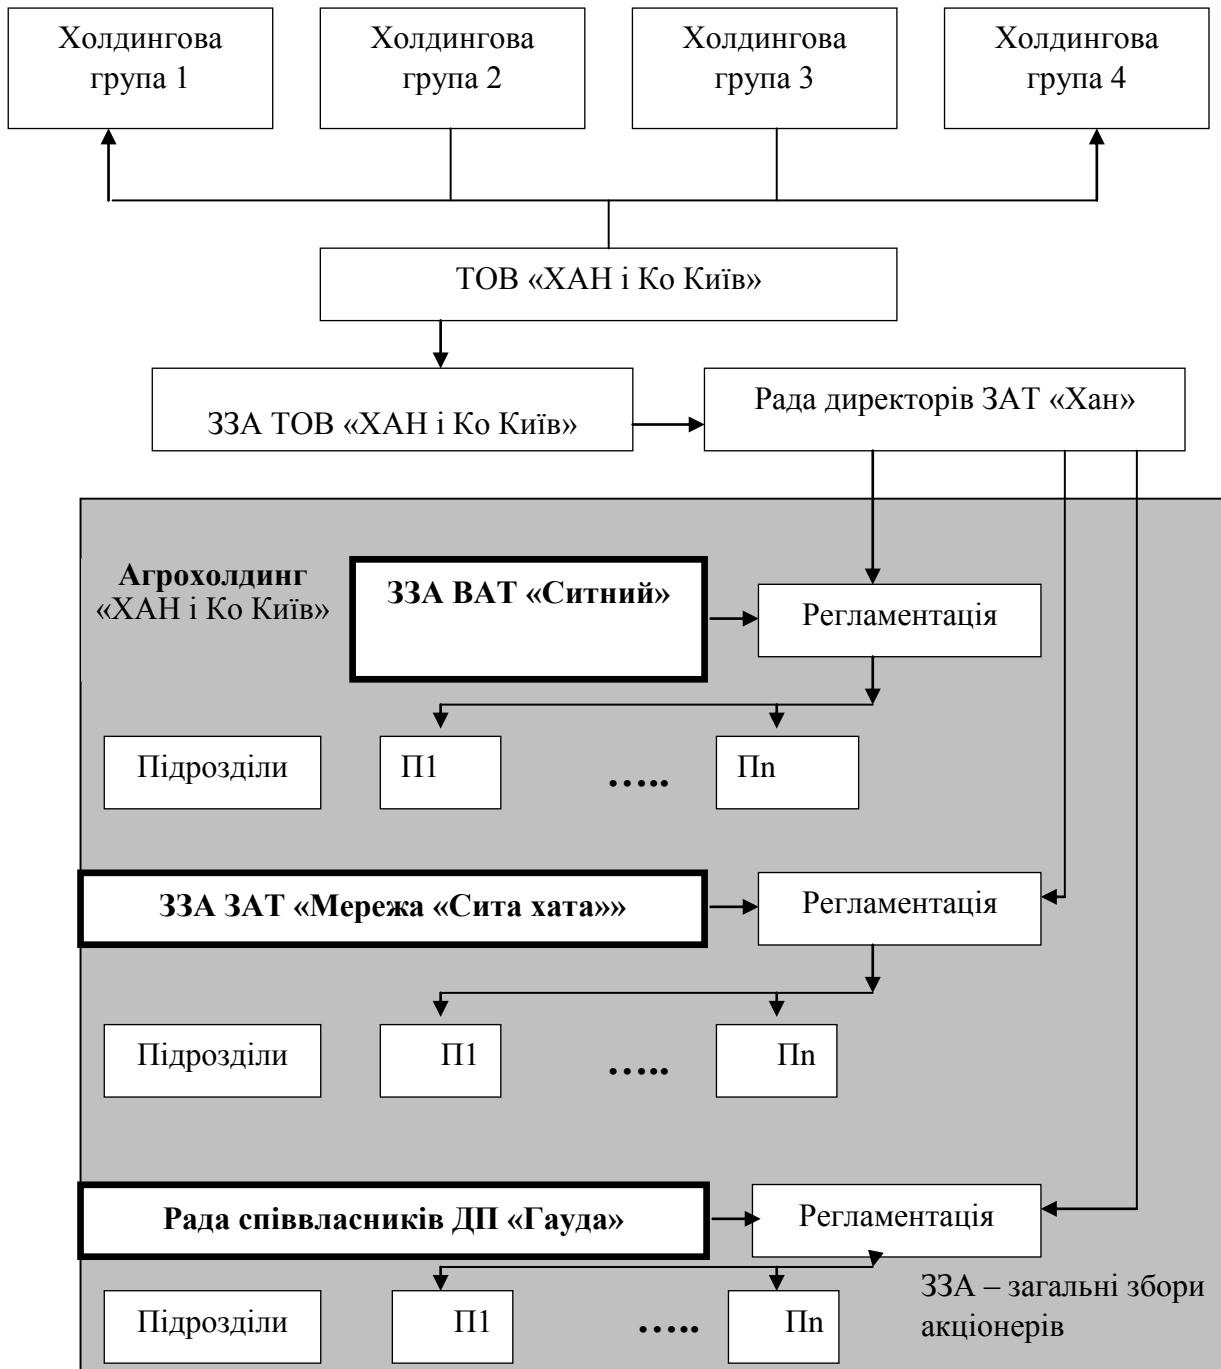 Холдингова
група 1
Холдингова
група 2
Холдингова
група 3
Холдингова
група 4
ТОВ «ХАН і Ко Київ»
ЗЗА ТОВ «ХАН і Ко Київ»
Рада директорів ЗАТ «Хан»
Агрохолдинг
«ХАН і Ко Київ»
ЗЗА ВАТ «Ситний»
Регламентація
Підрозділи
П1
…..
Пn
ЗЗА ЗАТ «Мережа «Сита хата»»
Регламентація
Підрозділи
П1
…..
Пn
Рада співвласників ДП «Гауда»
Регламентація
Підрозділи
П1
…..
Пn
ЗЗА – загальні збори
акціонерів